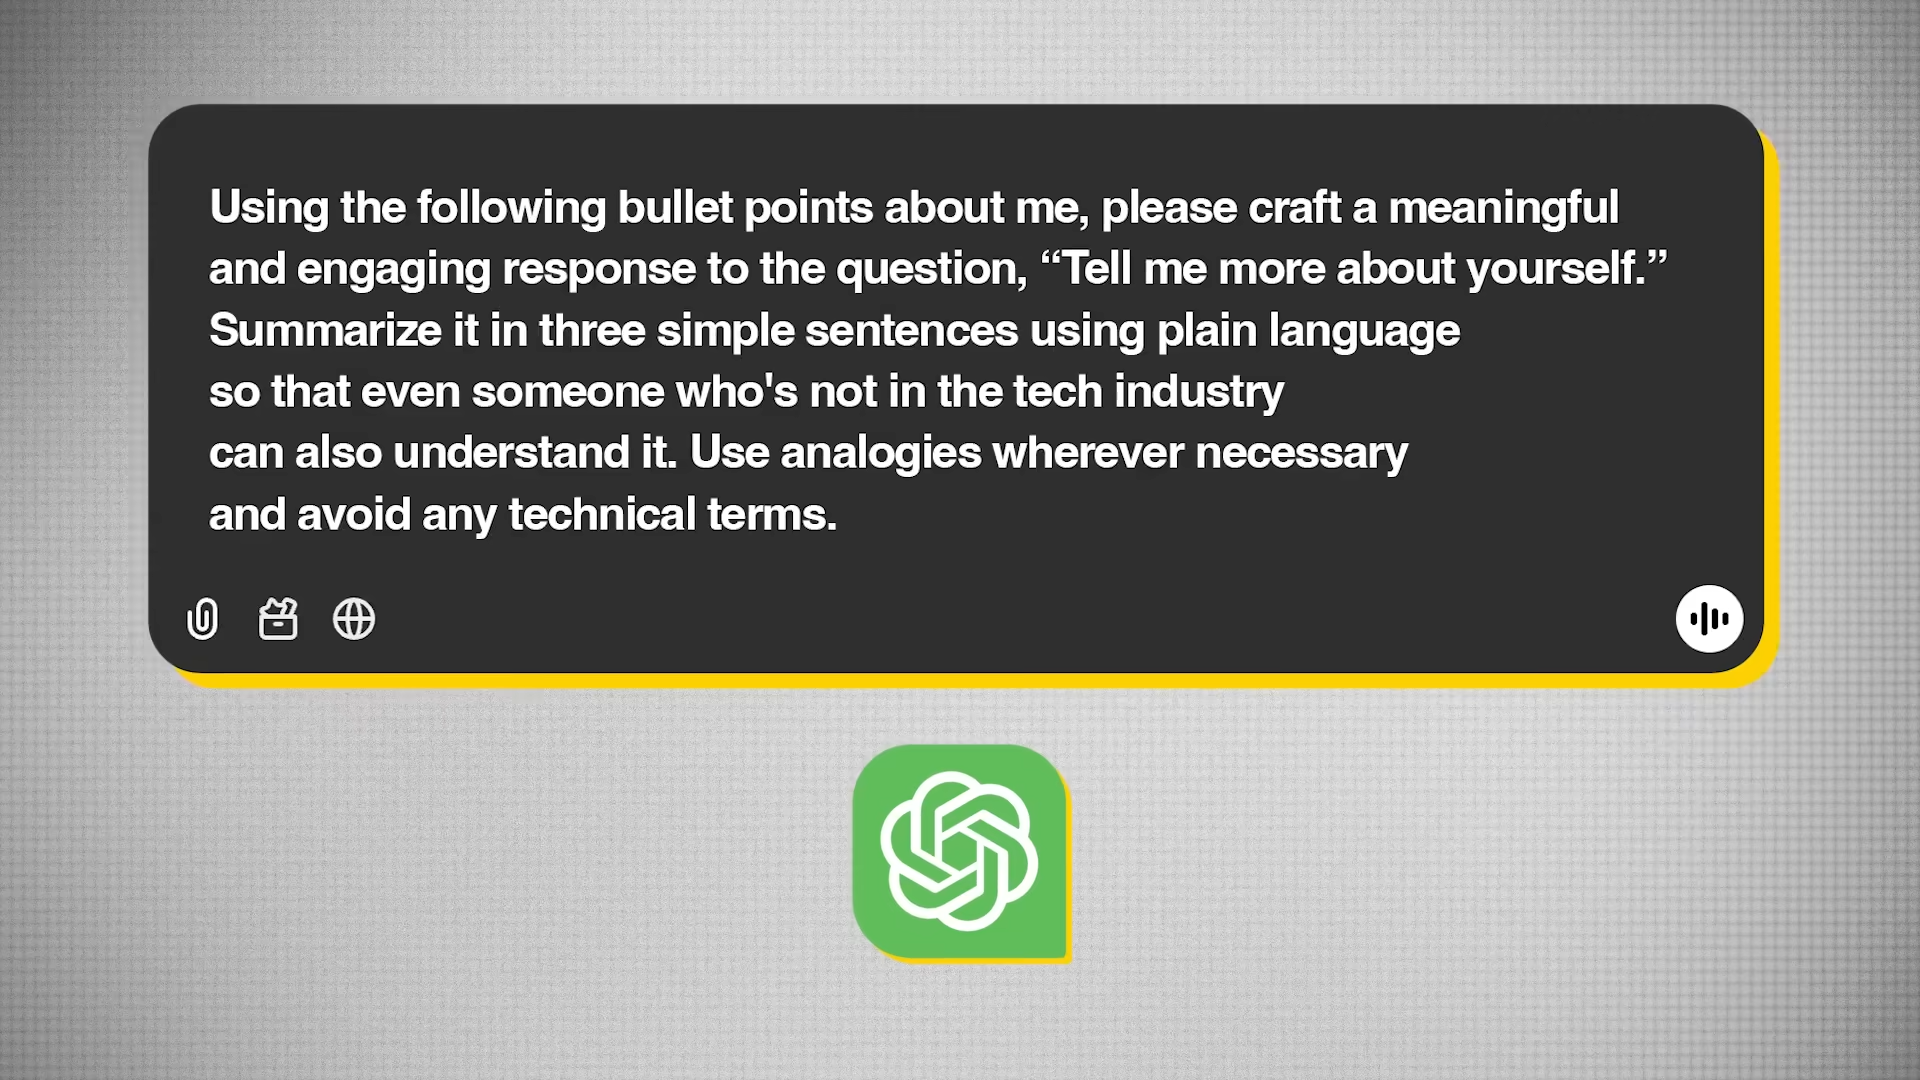 Using the following bullet points about me, please craft a meaningful
and engaging response to the question, “Tell me more about yourself.”
Summarize it in three simple sentences using plain language
so that even someone who's not in the tech industry
can also understand it. Use analogies wherever necessary
and avoid any technical terms.